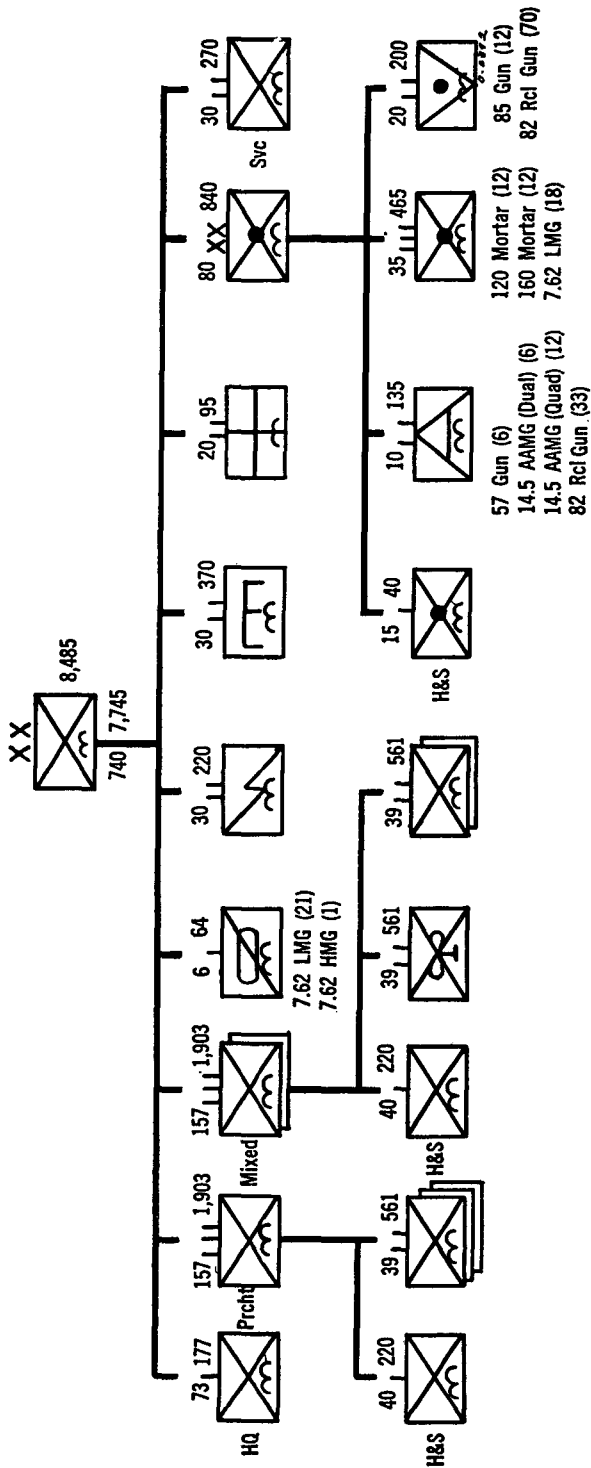 XX
8,485
740 7,745
73 177
HQ
157 1,903
Prcht
157 1,903
Mixed
6 64
7.62 LMG (21)
7.62 HMG (1)
30 220
30 370
20 95
80 XX 840
30 270
Svc
40 220
H&S
39 561
40 220
H&S
39 561
39 561
15 40
H&S
10 135
57 Gun (6)
14.5 AAMG (Dual) (6)
14.5 AAMG (Quad) (12)
82 Rcl Gun (33)
35 465
120 Mortar (12)
160 Mortar (12)
7.62 LMG (18)
20 200
85 Gun (12)
82 Rcl Gun (70)